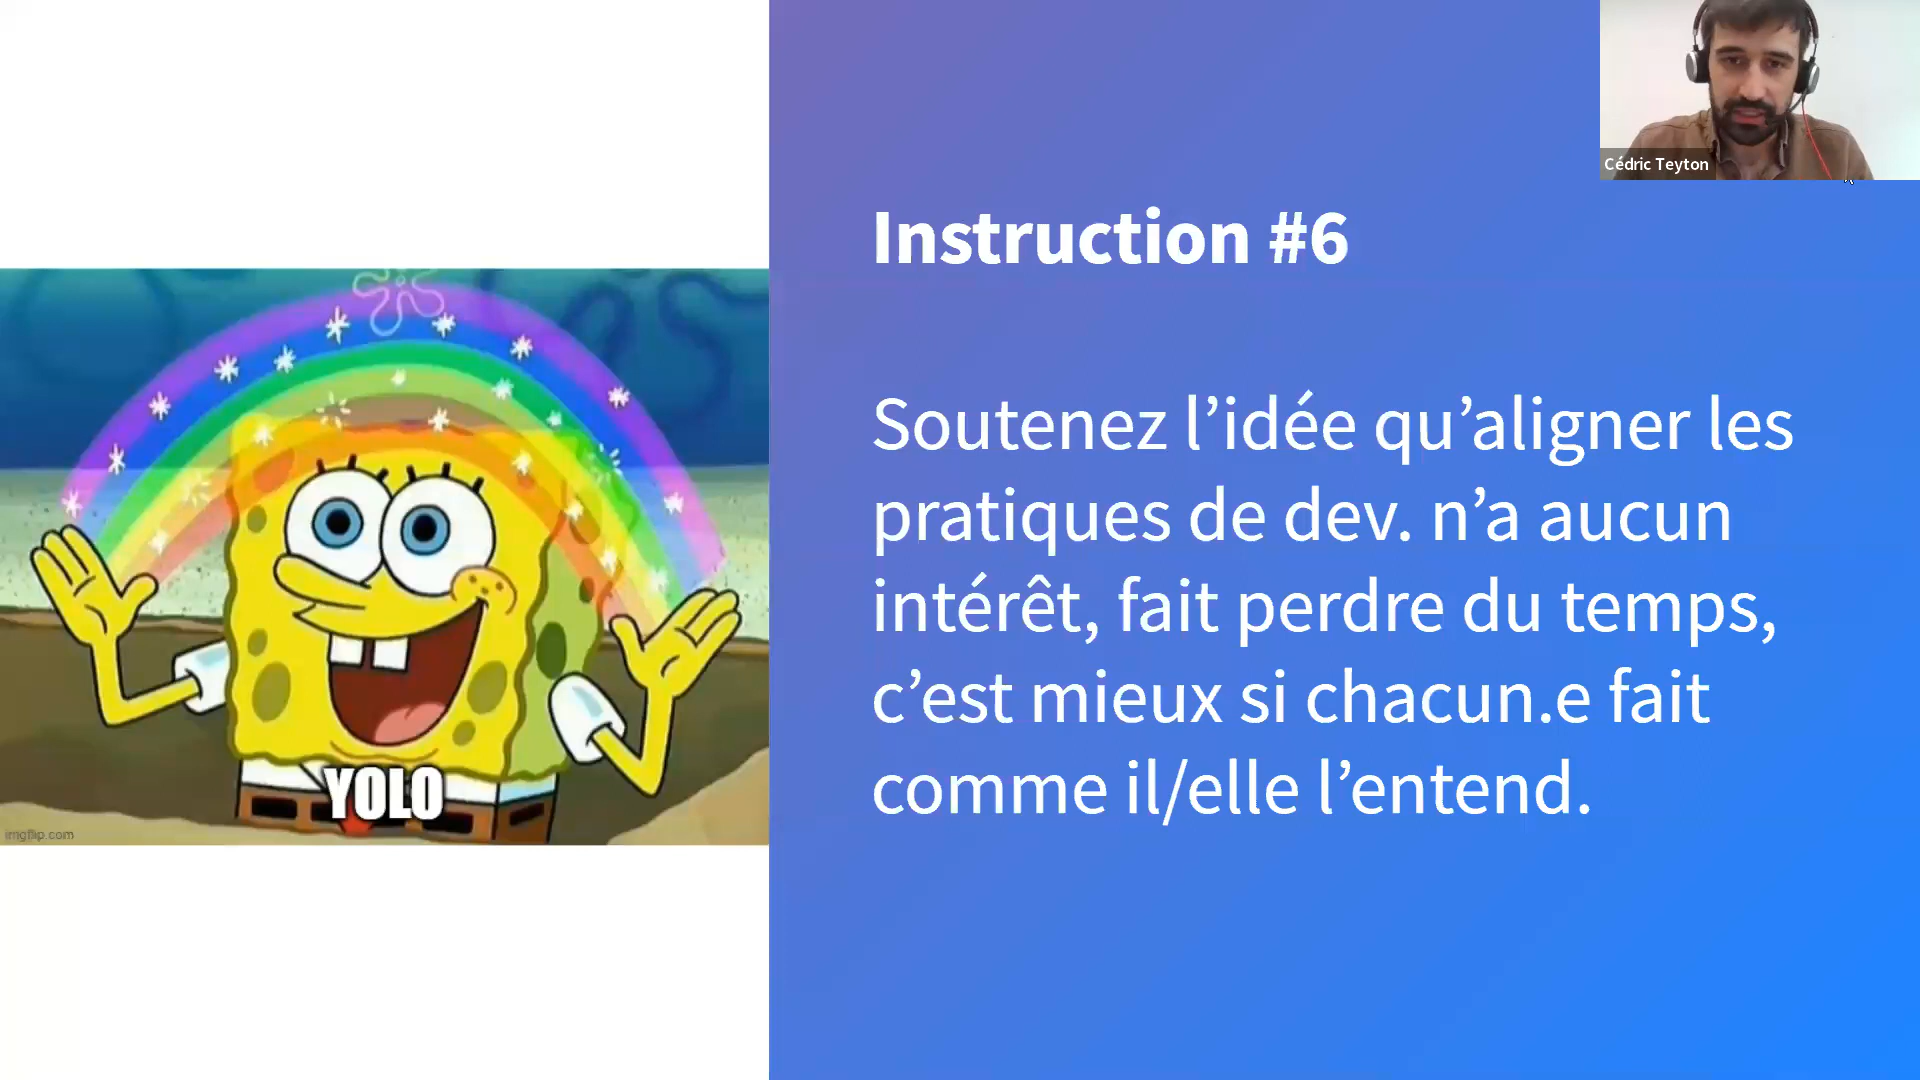 Cédric Teyton
Instruction #6
Soutenez l’idée qu’aligner les
pratiques de dev. n’a aucun
intérêt, fait perdre du temps,
c’est mieux si chacun.e fait
comme il/elle l’entend.
YOLO
imgflip.com